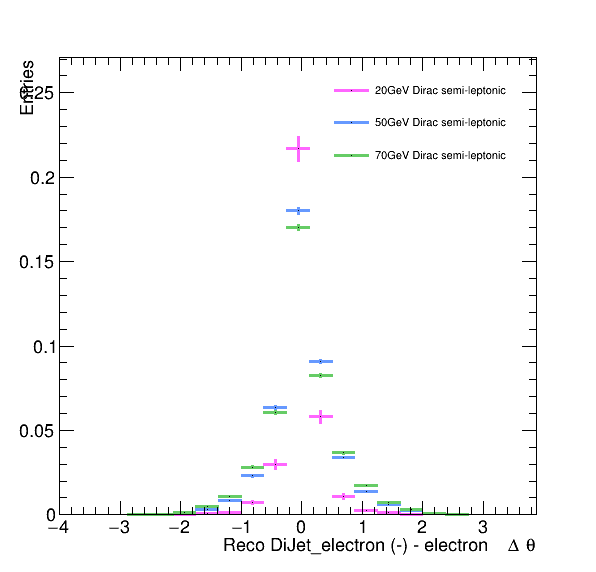 Entries
0.25
0.2
0.15
0.1
0.05
0
−4 −3 −2 −1 0 1 2 3
20GeV Dirac semi-leptonic
50GeV Dirac semi-leptonic
70GeV Dirac semi-leptonic
Reco DiJet_electron (-) - electron Δ θ